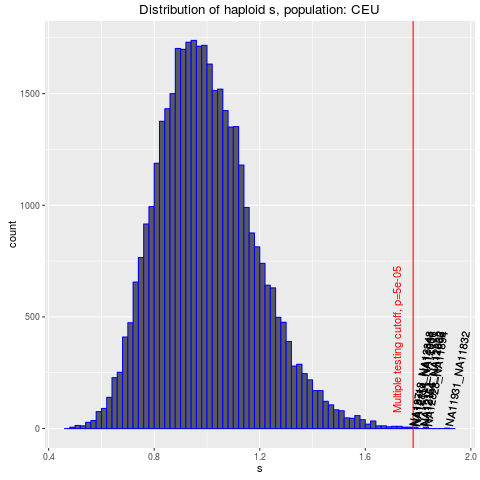 Distribution of haploid s, population: CEU
count
1500
1000
500
0
Multiple testing cutoff, p=5e-05
NA11931_NA11832
0.4
0.8
1.2
1.6
2.0
s